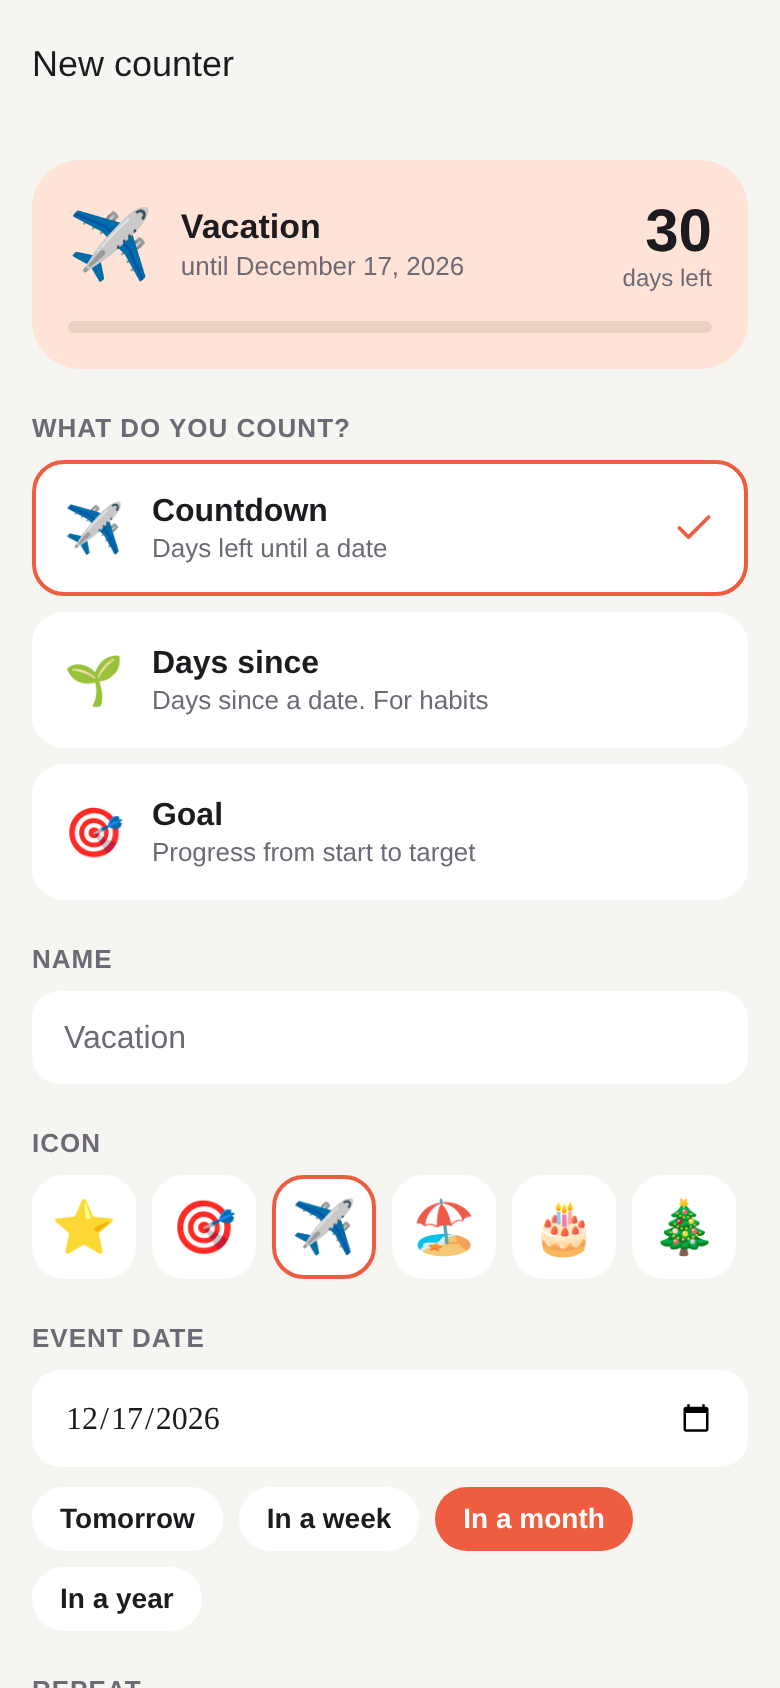 New counter
Vacation
until December 17, 2026
30
days left
WHAT DO YOU COUNT?
Countdown
Days left until a date
Days since
Days since a date. For habits
Goal
Progress from start to target
NAME
Vacation
ICON
EVENT DATE
12/17/2026
Tomorrow
In a week
In a month
In a year
REPEAT